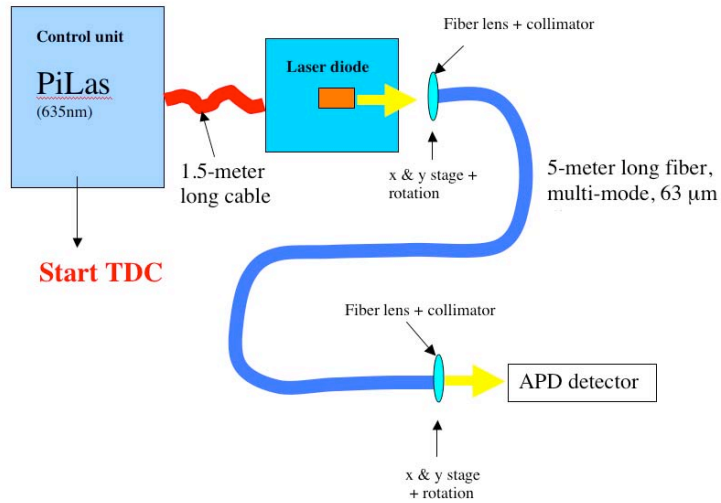 Control unit
PiLas
(635nm)
Laser diode
Fiber lens + collimator
1.5-meter
long cable
x & y stage +
rotation
5-meter long fiber,
multi-mode, 63 μm
Start TDC
Fiber lens + collimator
APD detector
x & y stage
+ rotation